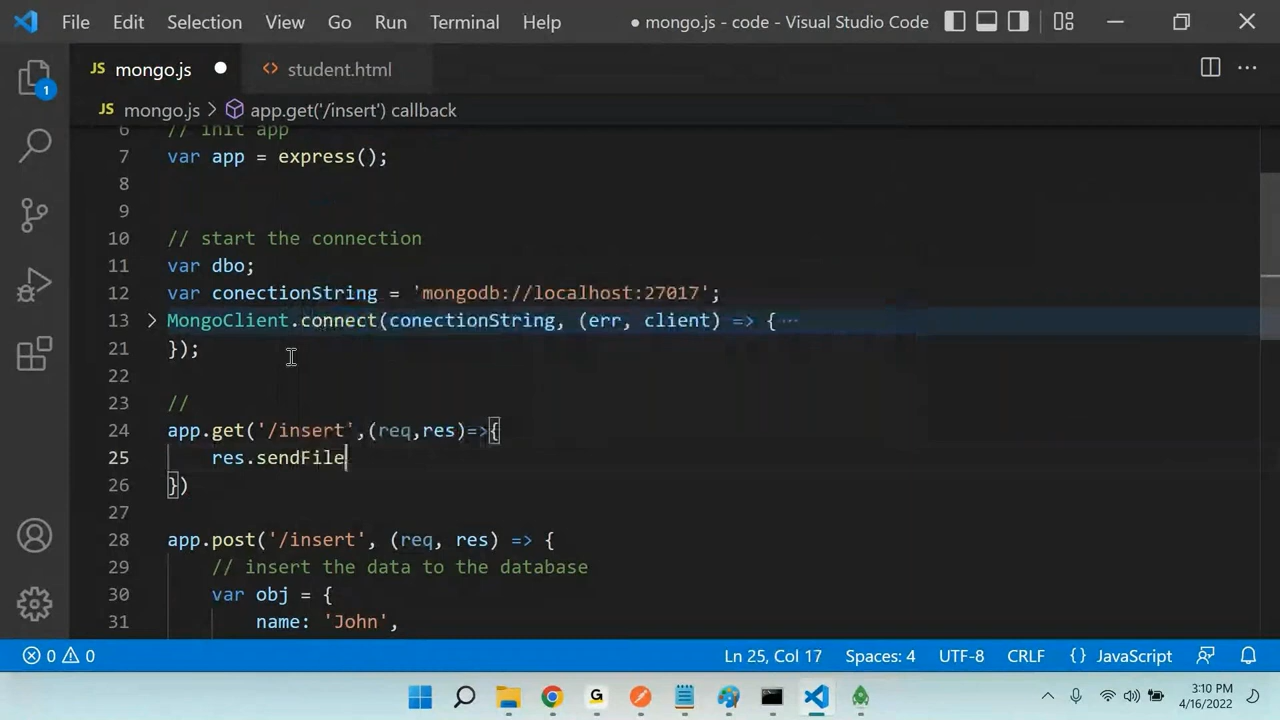 File Edit Selection View Go Run Terminal Help ● mongo.js - code - Visual Studio Code
JS mongo.js ● <> student.html ···
JS mongo.js > app.get('/insert') callback
1
6 // init app
7 var app = express();
8
9
10 // start the connection
11 var dbo;
12 var conectionString = 'mongodb://localhost:27017';
13 > MongoClient.connect(conectionString, (err, client) => { ···
21 });
22
23 //
24 app.get('/insert',(req,res)=>{
25 res.sendFile
26 })
27
28 app.post('/insert', (req, res) => {
29 // insert the data to the database
30 var obj = {
31 name: 'John',
0 0 Ln 25, Col 17 Spaces: 4 UTF-8 CRLF {} JavaScript
G 3:10 PM
4/16/2022